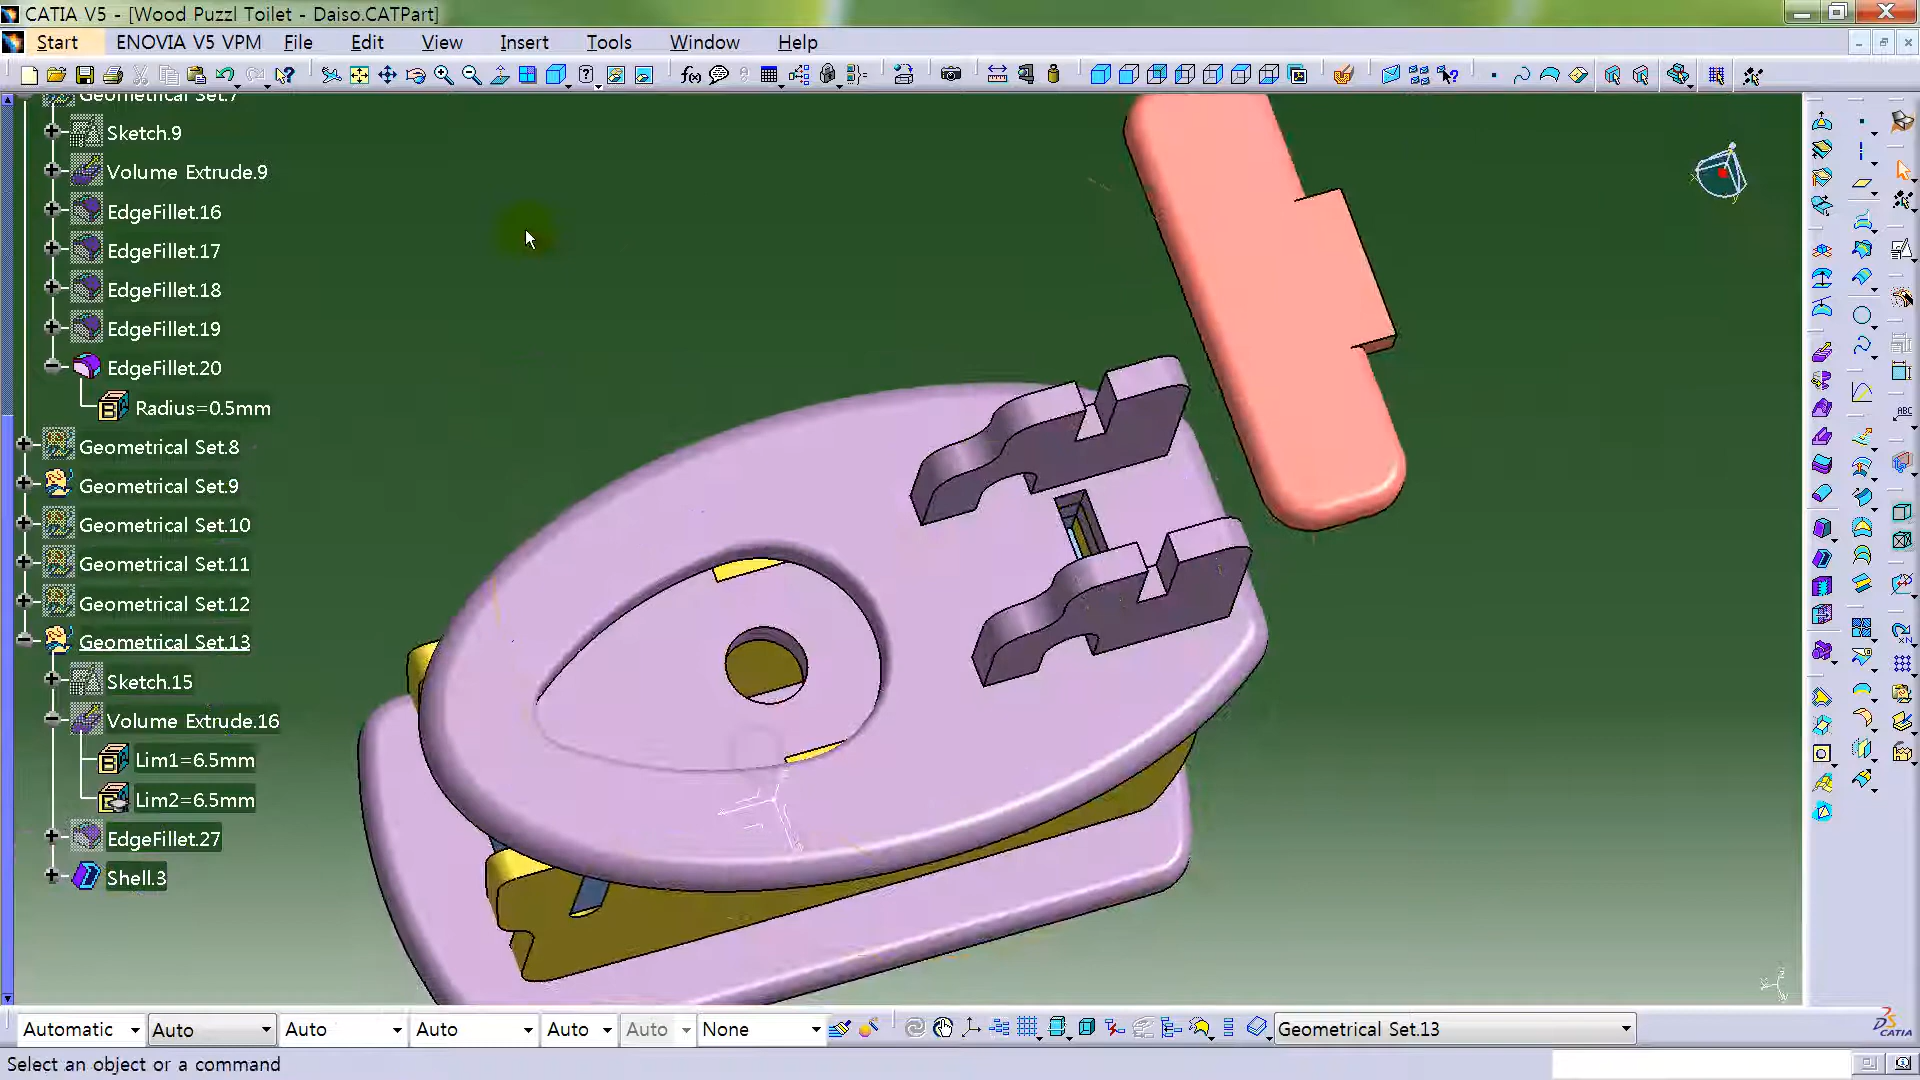 CATIA V5 - [Wood Puzzl Toilet - Daiso.CATPart]
Start ENOVIA V5 VPM File Edit View Insert Tools Window Help
Geometrical Set.7
Sketch.9
Volume Extrude.9
EdgeFillet.16
EdgeFillet.17
EdgeFillet.18
EdgeFillet.19
EdgeFillet.20
Radius=0.5mm
Geometrical Set.8
Geometrical Set.9
Geometrical Set.10
Geometrical Set.11
Geometrical Set.12
Geometrical Set.13
Sketch.15
Volume Extrude.16
Lim1=6.5mm
Lim2=6.5mm
EdgeFillet.27
Shell.3
Automatic Auto Auto Auto Auto Auto None Geometrical Set.13
Select an object or a command
CATIA